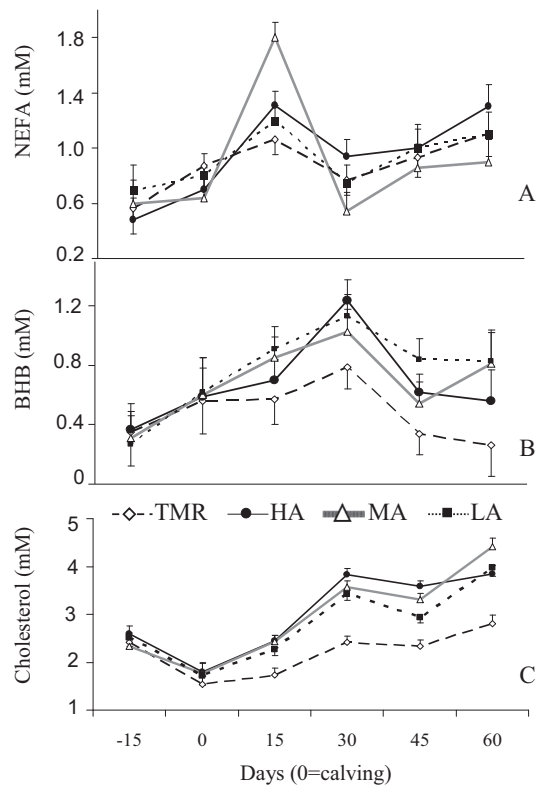 NEFA (mM)
1.8
1.4
1.0
0.6
0.2
A
BHB (mM)
1.2
0.8
0.4
0
B
TMR HA MA LA
Cholesterol (mM)
5
4
3
2
1
C
-15 0 15 30 45 60
Days (0=calving)